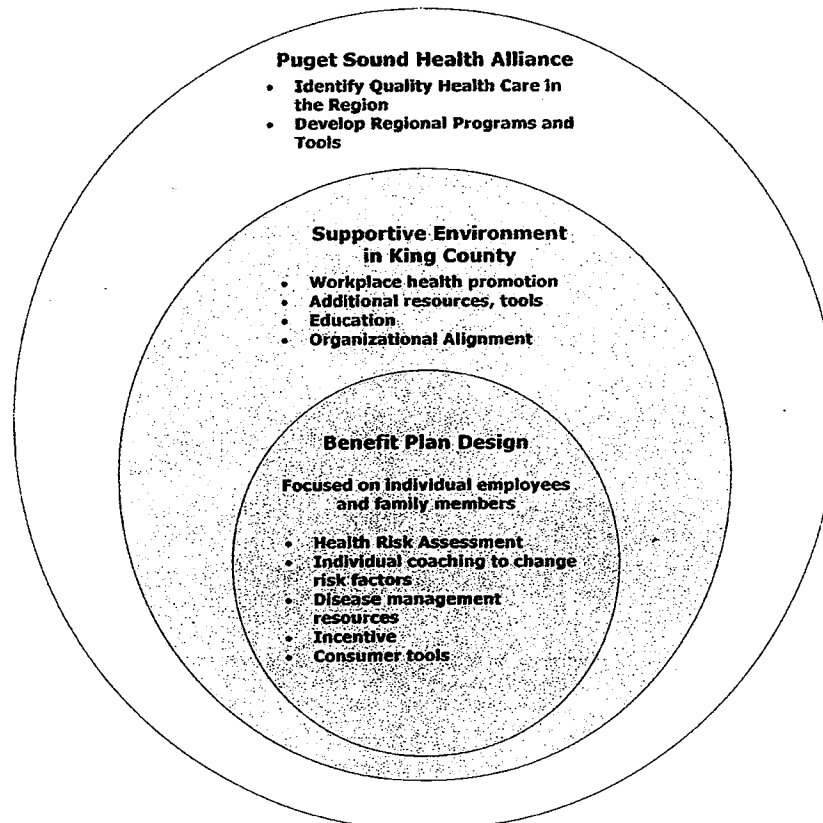 Puget Sound Health Alliance
• Identify Quality Health Care in
the Region
• Develop Regional Programs and
Tools
Supportive Environment
in King County
• Workplace health promotion
• Additional resources, tools
• Education
• Organizational Alignment
Benefit Plan Design
Focused on individual employees
and family members
• Health Risk Assessment
• Individual coaching to change
risk factors
• Disease management
resources
• Incentive
• Consumer tools